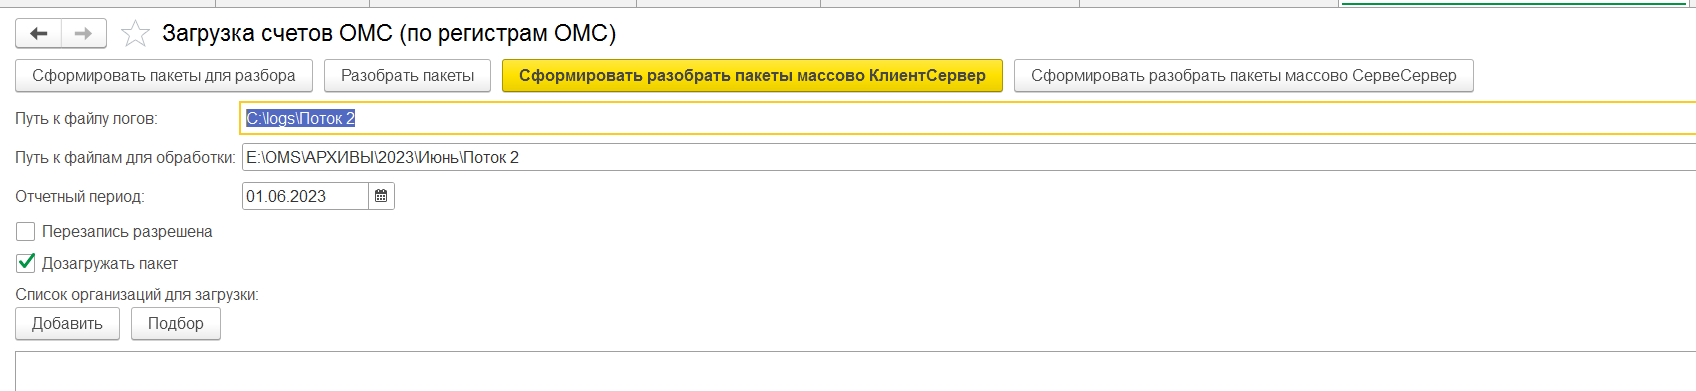 Загрузка счетов ОМС (по регистрам ОМС)
Сформировать пакеты для разбора Разобрать пакеты Сформировать разобрать пакеты массово КлиентСервер Сформировать разобрать пакеты массово СервеСервер
Путь к файлу логов: C:\logs\Поток 2
Путь к файлам для обработки: E:\OMS\АРХИВЫ\2023\Июнь\Поток 2
Отчетный период: 01.06.2023
Перезапись разрешена
Дозагружать пакет
Список организаций для загрузки:
Добавить Подбор